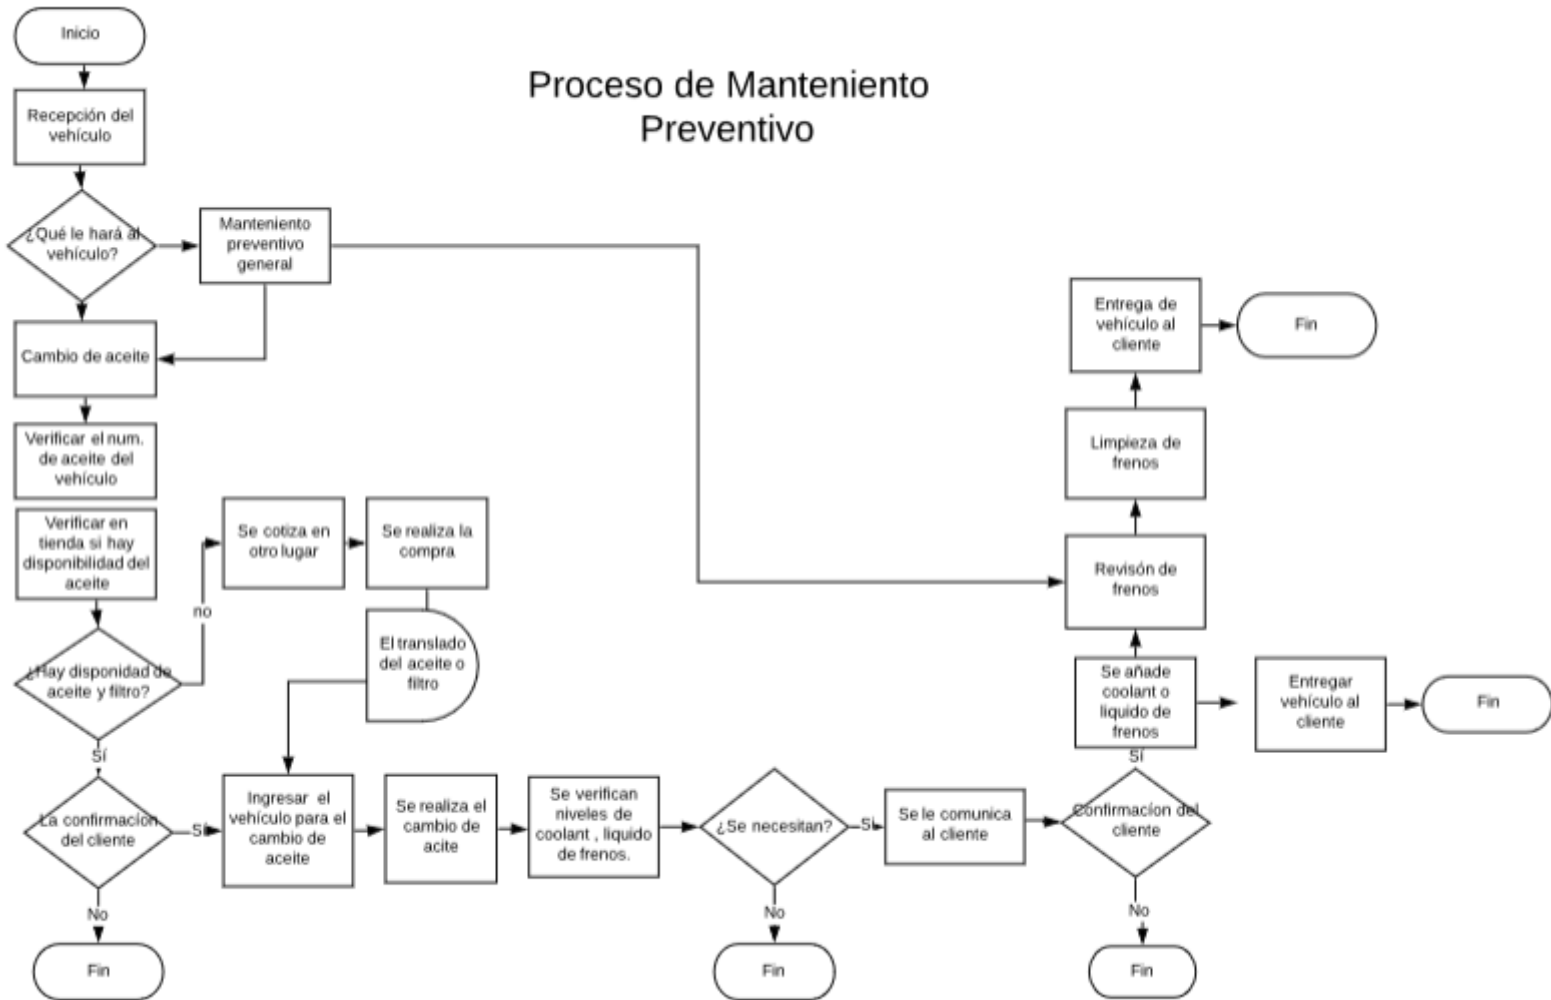 Inicio
Proceso de Manteniento
Preventivo
Recepción del
vehículo
¿Qué le hará al
vehículo?
Manteniento
preventivo
general
Cambio de aceite
Verificar el num.
de aceite del
vehículo
Verificar en
tienda si hay
disponibilidad del
aceite
¿Hay disponidad de
aceite y filtro?
no
Se cotiza en
otro lugar
Se realiza la
compra
El translado
del aceite o
filtro
Sí
La confirmacíon
del cliente
Sí
No
Fin
Ingresar el
vehículo para el
cambio de
aceite
Se realiza el
cambio de
acite
Se verifican
niveles de
coolant , liquido
de frenos.
¿Se necesitan?
Si
No
Fin
Se le comunica
al cliente
Confirmacíon del
cliente
No
Fin
Sí
Se añade
coolant o
liquido de
frenos
Entregar
vehículo al
cliente
Fin
Revisón de
frenos
Limpieza de
frenos
Entrega de
vehículo al
cliente
Fin